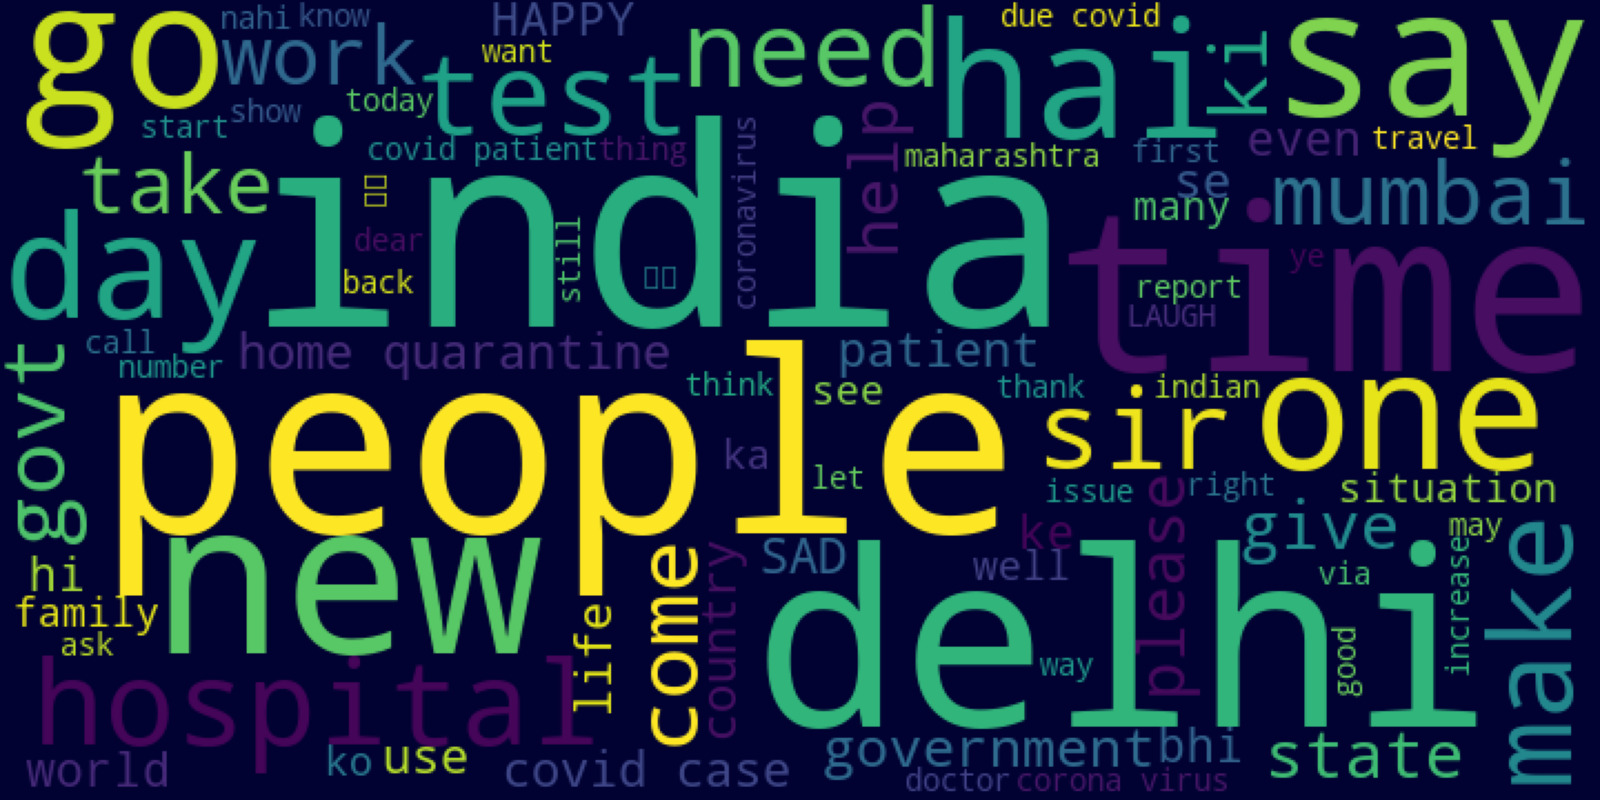 go
nahi
know
HAPPY
due covid
work
want
need
hai
ki
say
test
today
show
start
covid patient
thing
coronavirus
help
maharashtra
first
even
travel
take
india
se
many
mumbai
day
dear
back
still
time
ye
report
LAUGH
call
number
home quarantine
patient
govt
people
think
see
thank
indian
sir
one
ka
let
issue
right
situation
hi
new
come
country
SAD
ke
well
please
give
may
via
increase
make
family
ask
life
delhi
way
good
hospital
world
ko
use
covid case
government
bhi
doctor
corona virus
state